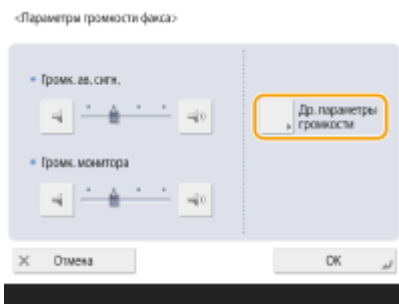 <Параметры громкости факса>
Громк. ав. сигн.
Др. параметры
громкости
Громк. монитора
Отмена
OK